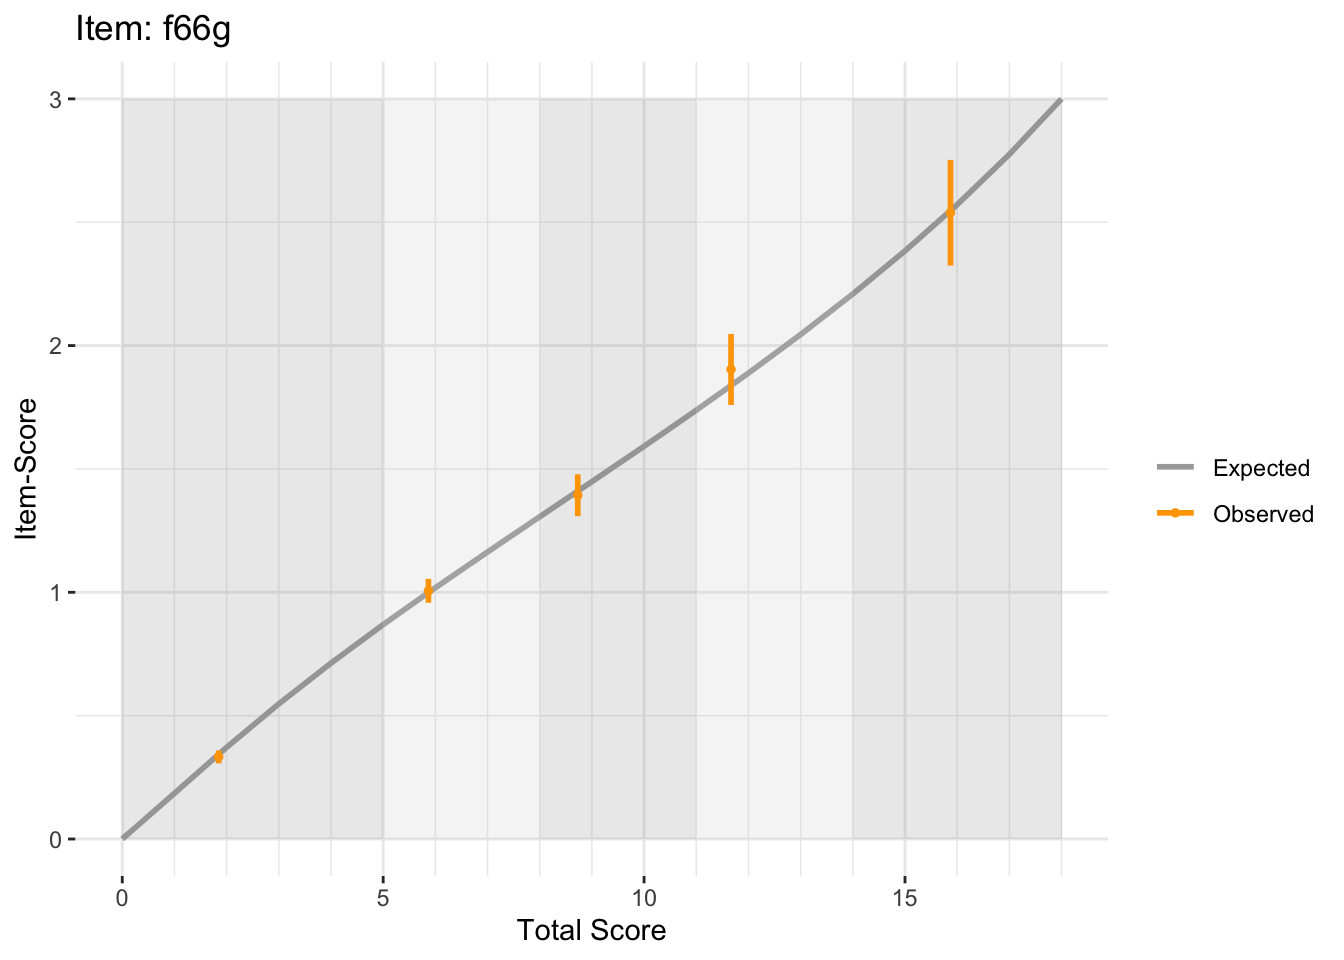 Item: f66g
3
2
1
0
Item-Score
0 5 10 15
Total Score
Expected
Observed